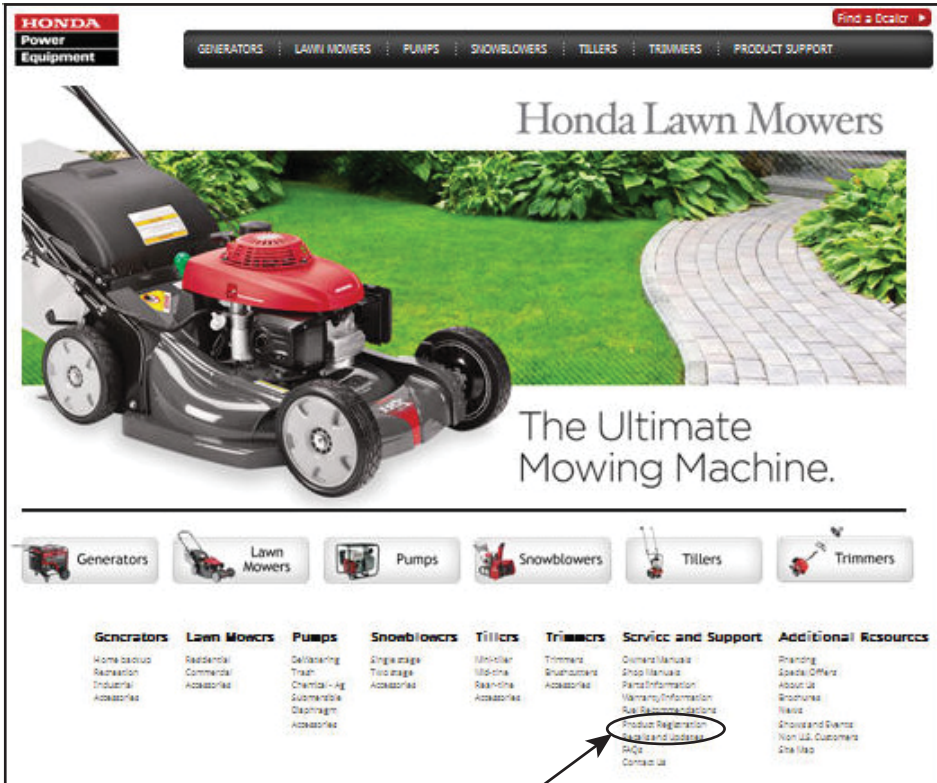 HONDA
Power
Equipment
Find a Dealer
GENERATORS LAWN MOWERS PUMPS SNOWBLOWERS TILLERS TRIMMERS PRODUCT SUPPORT
Honda Lawn Mowers
The Ultimate
Mowing Machine.
Generators
Lawn
Mowers
Pumps
Snowblowers
Tillers
Trimmers
Generators
Home backup
Recreation
Industrial
Accessories
Lawn Mowers
Residential
Commercial
Accessories
Pumps
DeWatering
Trash
Chemical - Ag
Submersible
Diaphragm
Accessories
Snowblowers
Single stage
Two stage
Accessories
Tillers
Mini-tiller
Mid-tine
Rear-tine
Accessories
Trimmers
Trimmers
Brushcutters
Accessories
Service and Support
Owners Manuals
Shop Manuals
Parts Information
Warranty Information
Fuel Recommendations
Product Registration
Recalls and Updates
FAQs
Contact Us
Additional Resources
Financing
Special Offers
About Us
Brochures
News
Shows and Events
Non U.S. Customers
Site Map